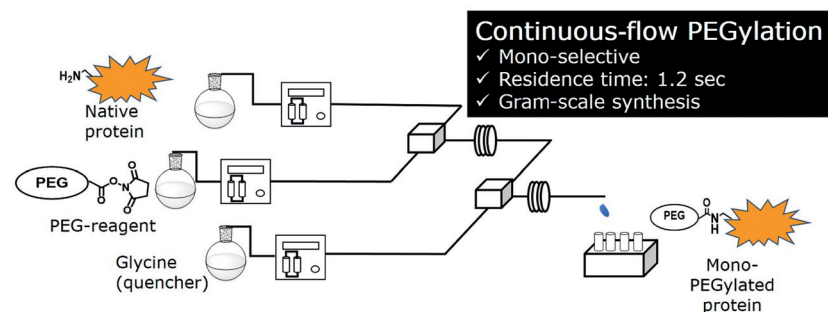 Continuous-flow PEGylation
✓ Mono-selective
✓ Residence time: 1.2 sec
✓ Gram-scale synthesis
H₂N
Native
protein
PEG
O
O
N
O
O
PEG-reagent
Glycine
(quencher)
PEG
O
N
H
Mono-
PEGylated
protein